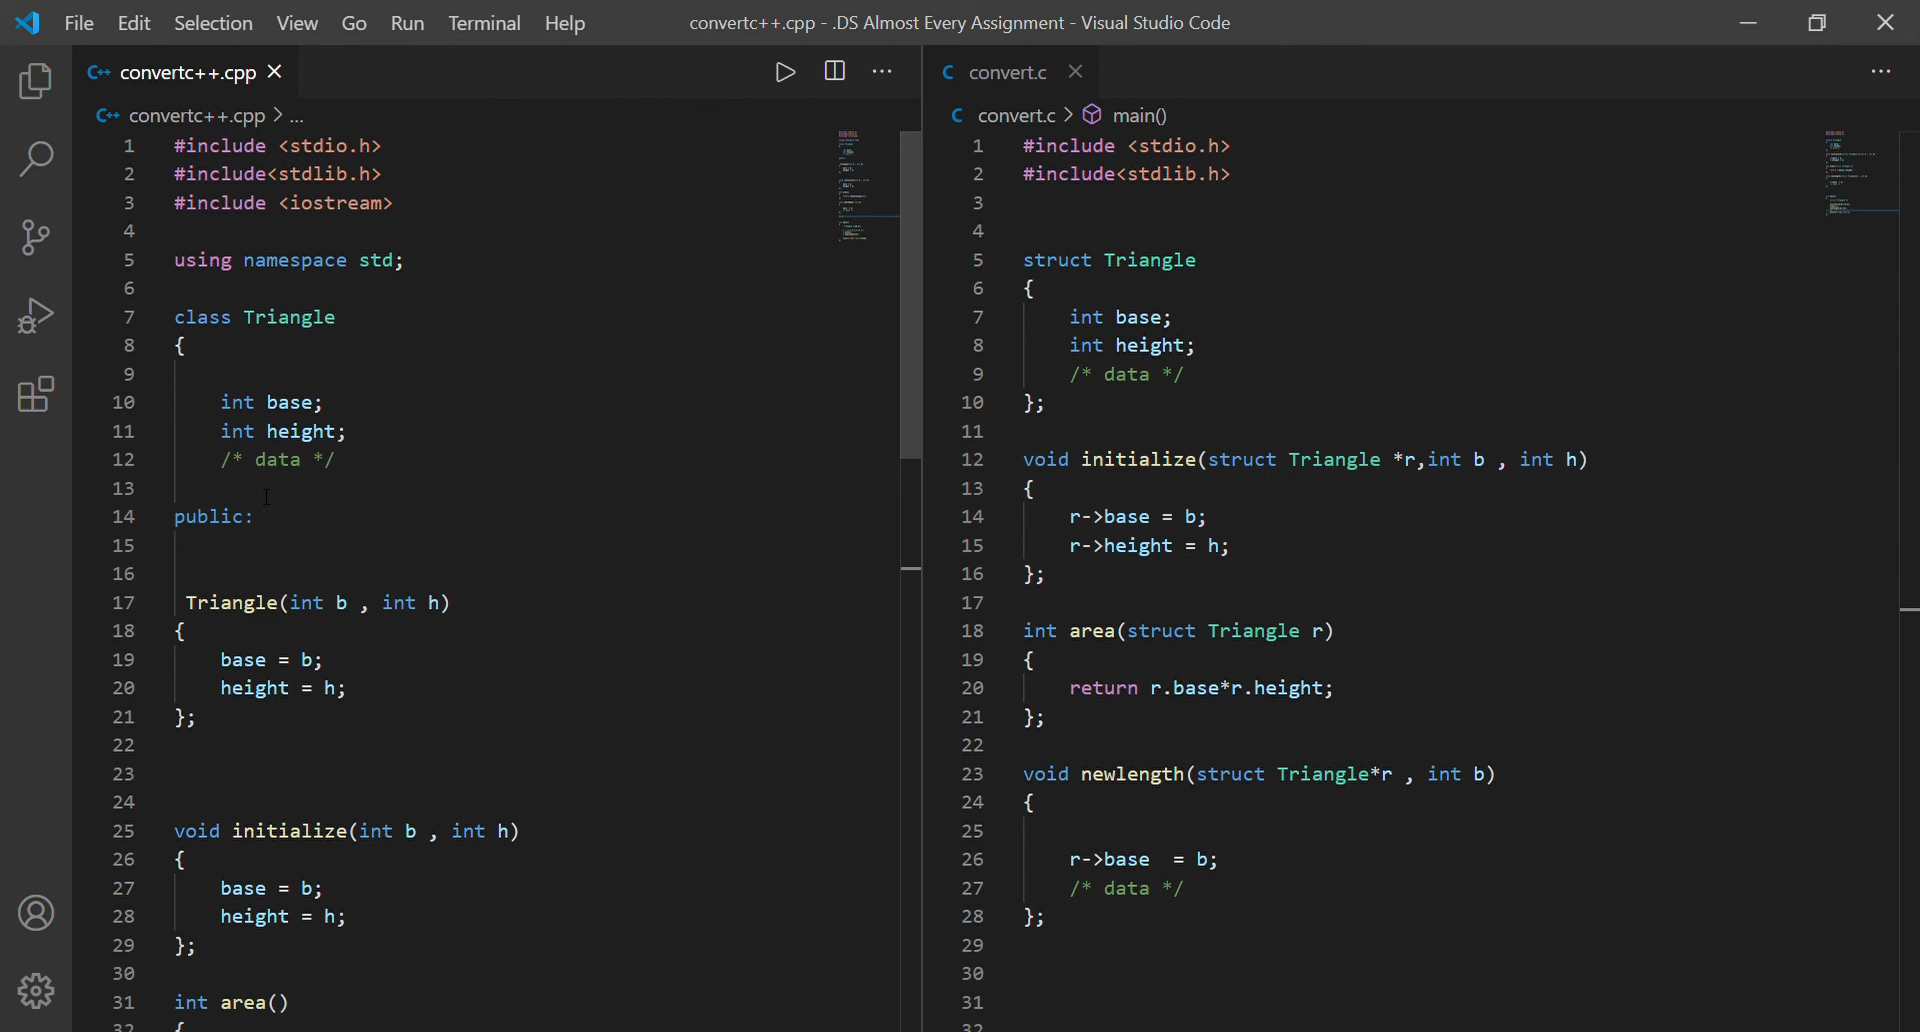 File Edit Selection View Go Run Terminal Help convertc++.cpp - .DS Almost Every Assignment - Visual Studio Code
C++ convertc++.cpp
C++ convertc++.cpp > ...
1 #include <stdio.h>
2 #include<stdlib.h>
3 #include <iostream>
4
5 using namespace std;
6
7 class Triangle
8 {
9
10 int base;
11 int height;
12 /* data */
13
14 public:
15
16
17 Triangle(int b , int h)
18 {
19 base = b;
20 height = h;
21 };
22
23
24
25 void initialize(int b , int h)
26 {
27 base = b;
28 height = h;
29 };
30
31 int area()
32 {
C convert.c
C convert.c > main()
1 #include <stdio.h>
2 #include<stdlib.h>
3
4
5 struct Triangle
6 {
7 int base;
8 int height;
9 /* data */
10 };
11
12 void initialize(struct Triangle *r,int b , int h)
13 {
14 r->base = b;
15 r->height = h;
16 };
17
18 int area(struct Triangle r)
19 {
20 return r.base*r.height;
21 };
22
23 void newlength(struct Triangle*r , int b)
24 {
25
26 r->base  = b;
27 /* data */
28 };
29
30
31
32